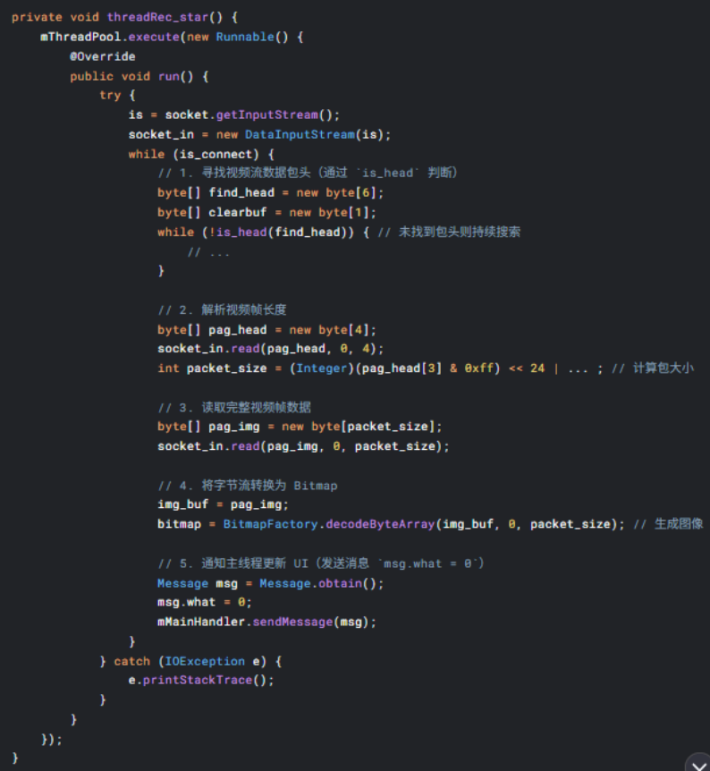 private void threadRec_star() {
    mThreadPool.execute(new Runnable() {
        @Override
        public void run() {
            try {
                is = socket.getInputStream();
                socket_in = new DataInputStream(is);
                while (is_connect) {
                    // 1. 寻找视频流数据包头（通过 `is_head` 判断）
                    byte[] find_head = new byte[6];
                    byte[] clearbuf = new byte[1];
                    while (!is_head(find_head)) { // 未找到包头则持续搜索
                        // ...
                    }

                    // 2. 解析视频帧长度
                    byte[] pag_head = new byte[4];
                    socket_in.read(pag_head, 0, 4);
                    int packet_size = (Integer)(pag_head[3] & 0xff) << 24 | ... ; // 计算包大小

                    // 3. 读取完整视频帧数据
                    byte[] pag_img = new byte[packet_size];
                    socket_in.read(pag_img, 0, packet_size);

                    // 4. 将字节流转换为 Bitmap
                    img_buf = pag_img;
                    bitmap = BitmapFactory.decodeByteArray(img_buf, 0, packet_size); // 生成图像

                    // 5. 通知主线程更新 UI（发送消息 `msg.what = 0`）
                    Message msg = Message.obtain();
                    msg.what = 0;
                    mMainHandler.sendMessage(msg);
                }
            } catch (IOException e) {
                e.printStackTrace();
            }
        }
    });
}